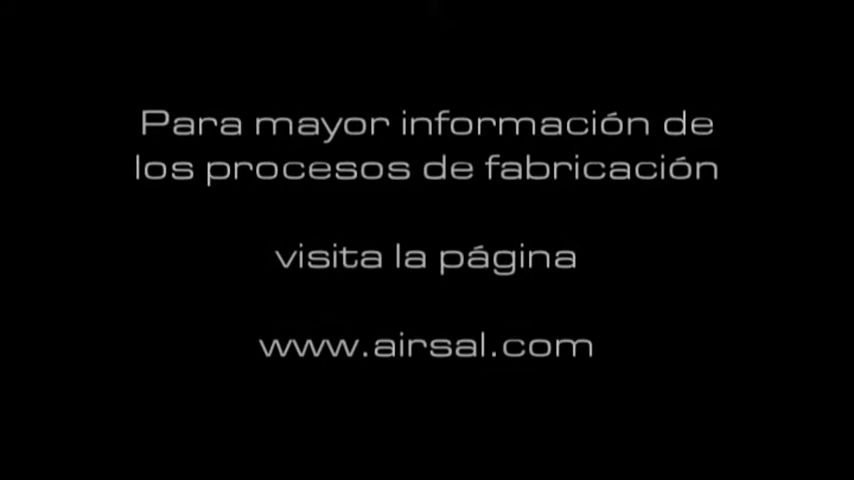 Para mayor información de
los procesos de fabricación
visita la página
www.airsal.com